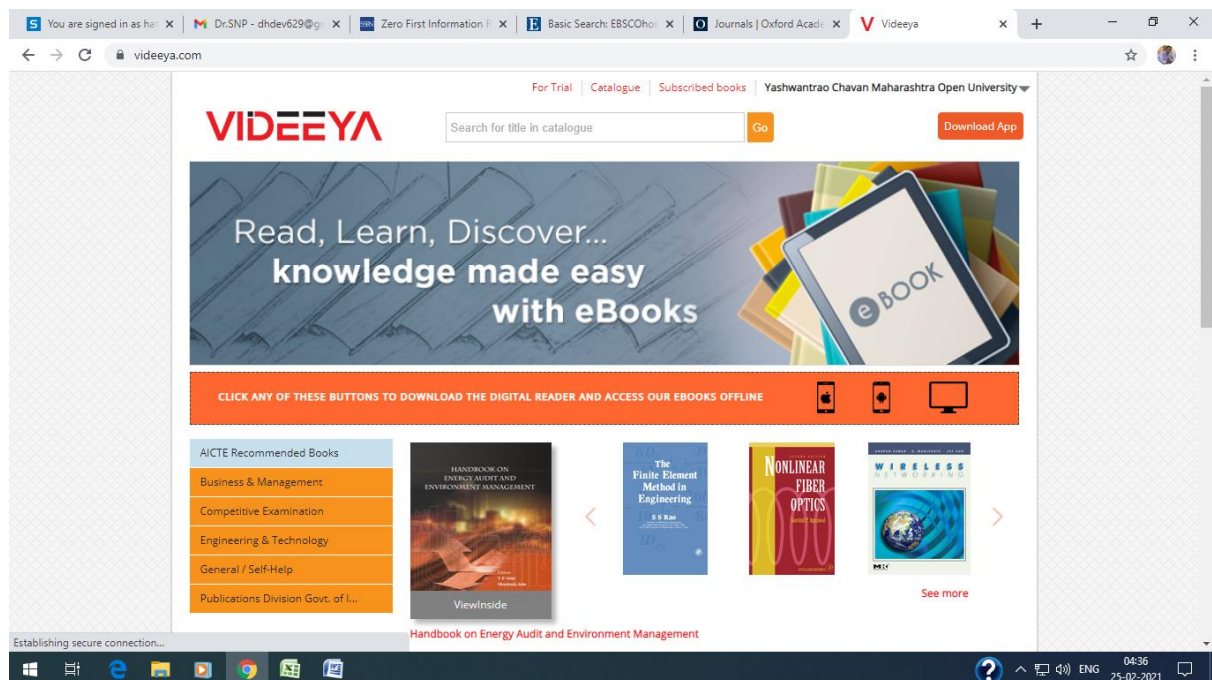 You are signed in as hat
Dr.SNP - dhdev629@g
Zero First Information F
Basic Search: EBSCOhos
Journals | Oxford Acade
Videeya
videeya.com
For Trial
Catalogue
Subscribed books
Yashwantrao Chavan Maharashtra Open University
VIDEEYA
Search for title in catalogue
Go
Download App
Read, Learn, Discover...
knowledge made easy
with eBooks
eBOOK
CLICK ANY OF THESE BUTTONS TO DOWNLOAD THE DIGITAL READER AND ACCESS OUR EBOOKS OFFLINE
AICTE Recommended Books
Business & Management
Competitive Examination
Engineering & Technology
General / Self-Help
Publications Division Govt. of I...
HANDBOOK ON
ENERGY AUDIT AND
ENVIRONMENT MANAGEMENT
ViewInside
The
Finite Element
Method in
Engineering
S S Rao
NONLINEAR
FIBER
OPTICS
WIRELESS
NETWORKING
MK
See more
Handbook on Energy Audit and Environment Management
Establishing secure connection...
ENG
04:36
25-02-2021